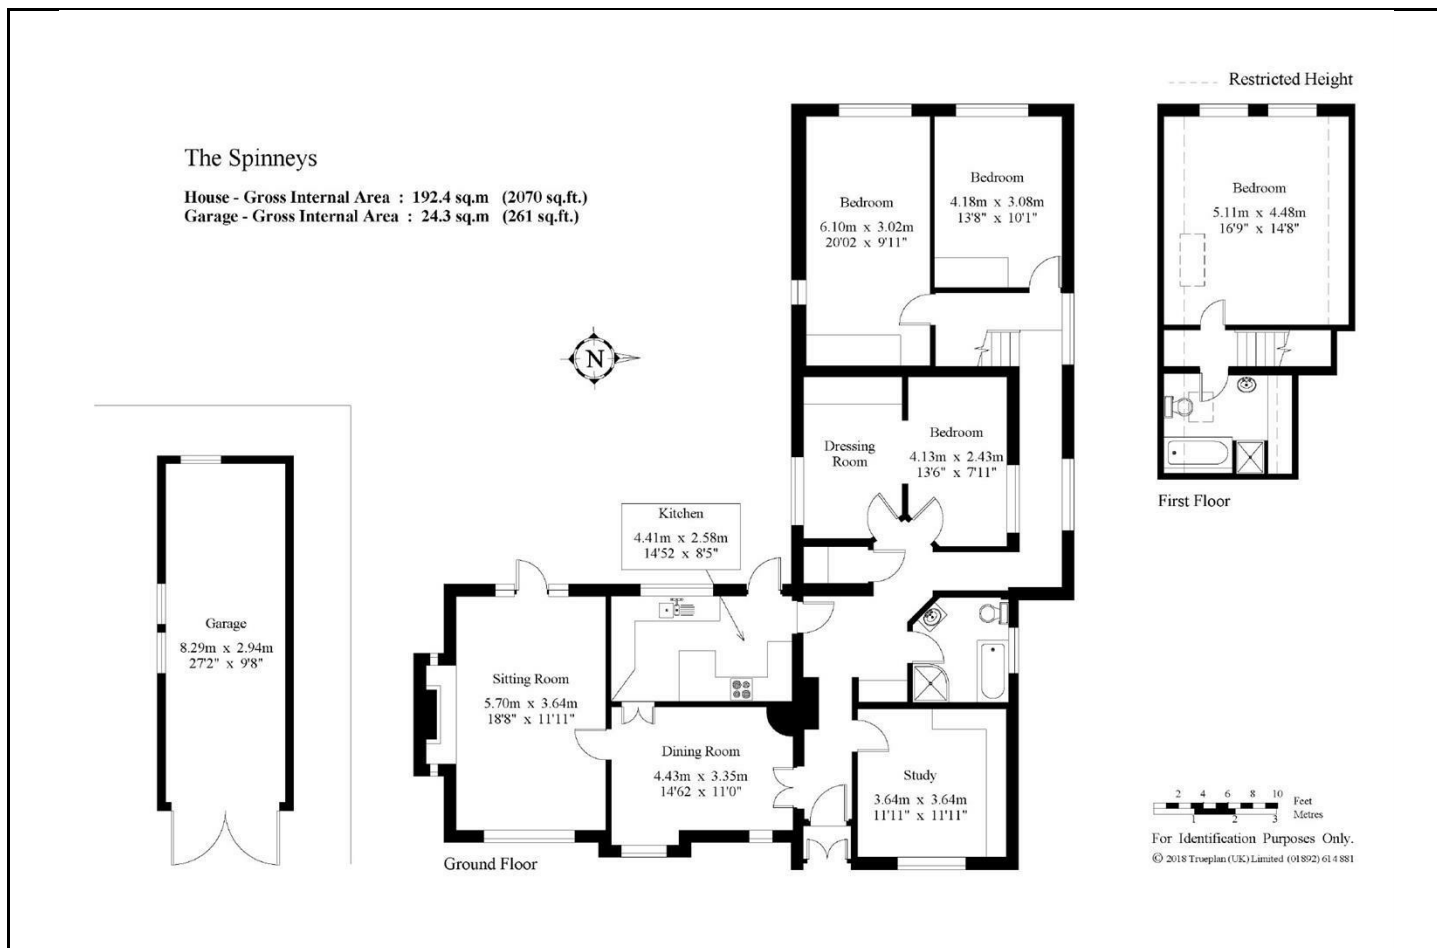 Restricted Height
The Spinneys
House - Gross Internal Area : 192.4 sq.m (2070 sq.ft.)
Garage - Gross Internal Area : 24.3 sq.m (261 sq.ft.)
Bedroom
6.10m x 3.02m
20'02 x 9'11"
Bedroom
4.18m x 3.08m
13'8" x 10'1"
Bedroom
5.11m x 4.48m
16'9" x 14'8"
N
Dressing
Room
Bedroom
4.13m x 2.43m
13'6" x 7'11"
First Floor
Kitchen
4.41m x 2.58m
14'52 x 8'5"
Garage
8.29m x 2.94m
27'2" x 9'8"
Sitting Room
5.70m x 3.64m
18'8" x 11'11"
Dining Room
4.43m x 3.35m
14'62 x 11'0"
Study
3.64m x 3.64m
11'11" x 11'11"
Ground Floor
2 4 6 8 10 Feet
1 2 3 Metres
For Identification Purposes Only.
© 2018 Trueplan (UK) Limited (01892) 614 881